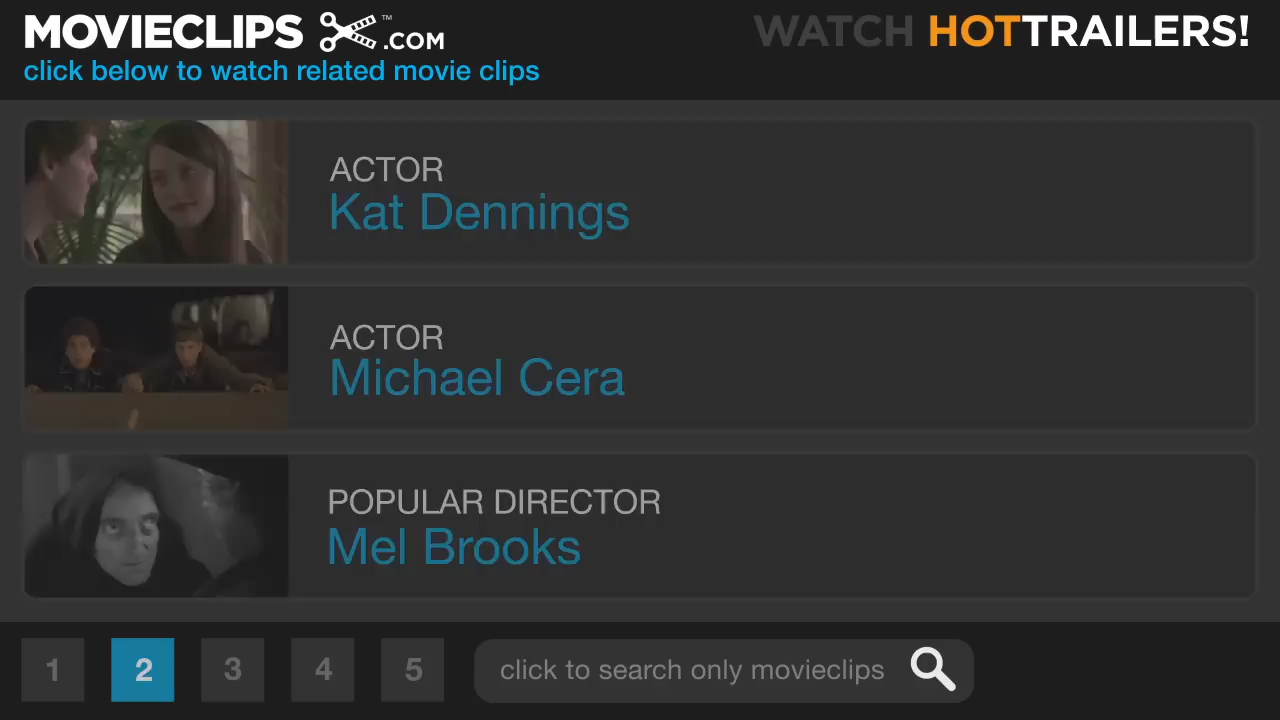 MOVIECLIPS™.COM
WATCH HOTTRAILERS!
click below to watch related movie clips
ACTOR
Kat Dennings
ACTOR
Michael Cera
POPULAR DIRECTOR
Mel Brooks
1 2 3 4 5 click to search only movieclips